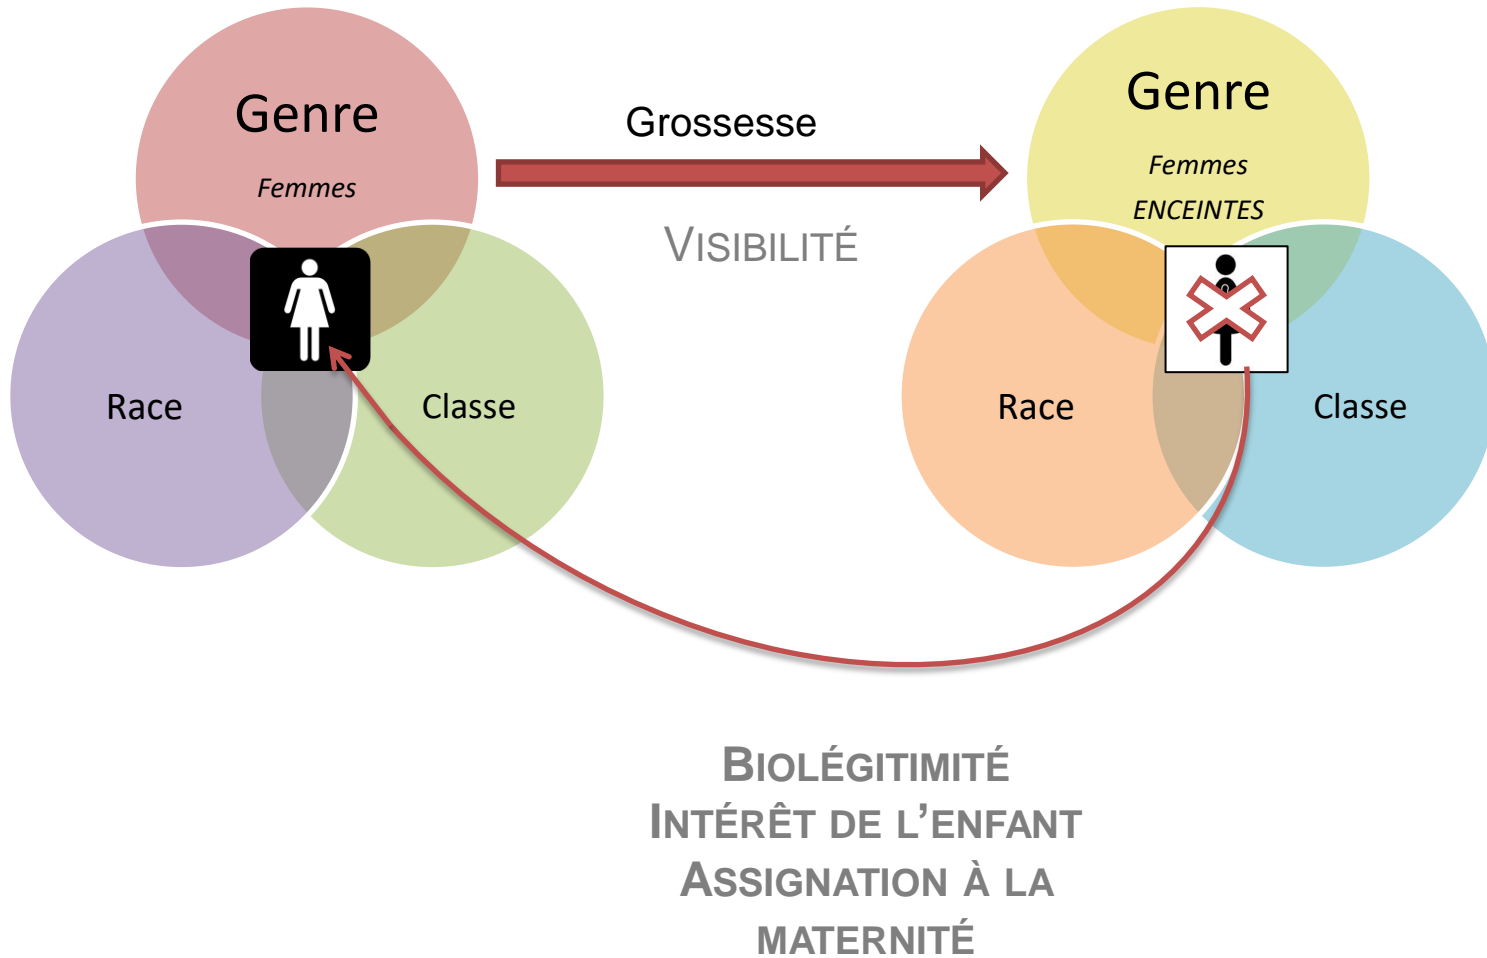 Genre
Femmes
Race
Classe
Grossesse
VISIBILITÉ
Genre
Femmes
ENCEINTES
Race
Classe
BIOLÉGITIMITÉ
INTÉRÊT DE L’ENFANT
ASSIGNATION À LA
MATERNITÉ